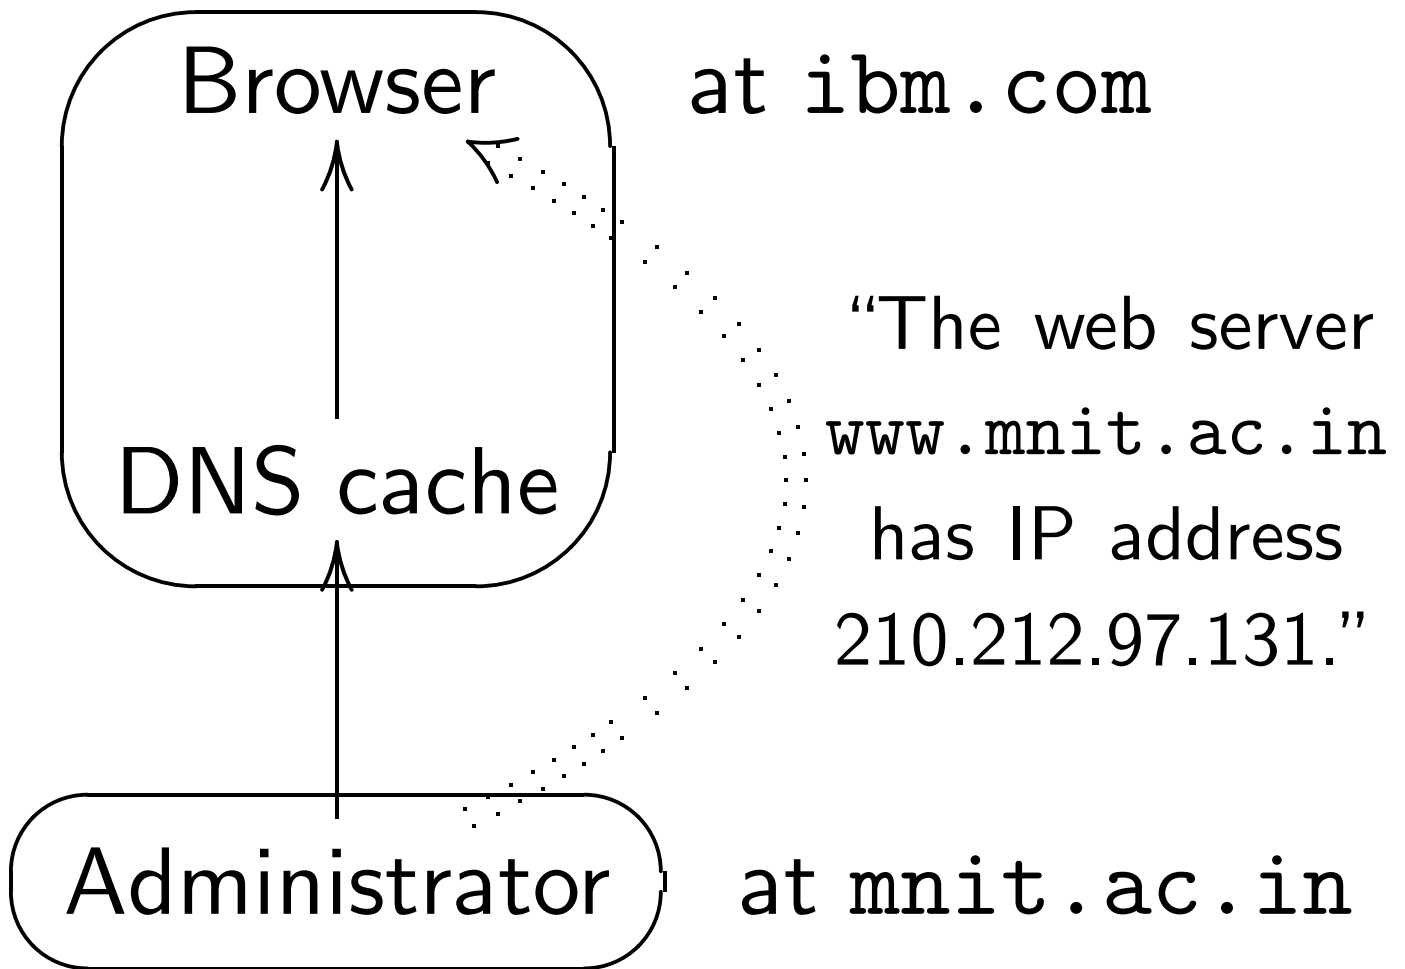 Browser
at ibm.com
“The web server
www.mnit.ac.in
has IP address
210.212.97.131.”
DNS cache
Administrator
at mnit.ac.in